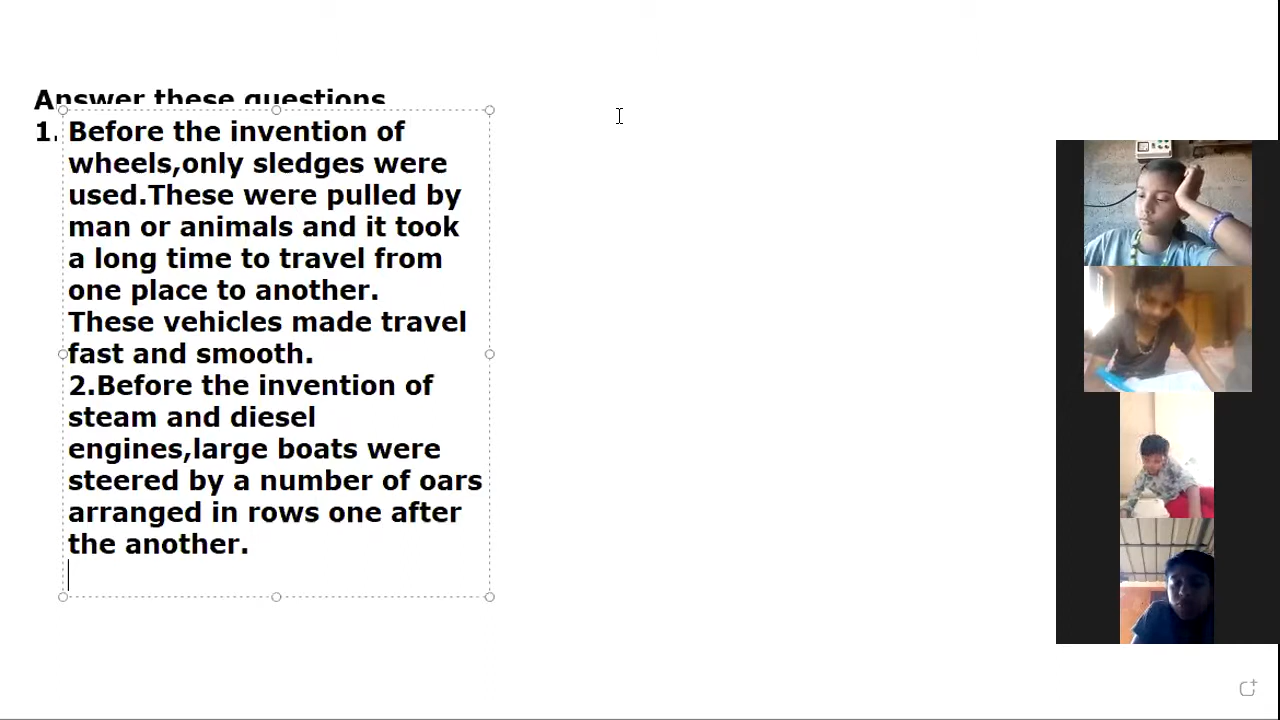 Answer these questions
1. Before the invention of
wheels,only sledges were
used.These were pulled by
man or animals and it took
a long time to travel from
one place to another.
These vehicles made travel
fast and smooth.
2.Before the invention of
steam and diesel
engines,large boats were
steered by a number of oars
arranged in rows one after
the another.